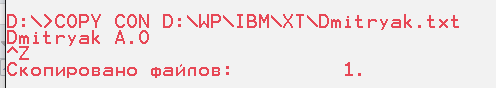 D:\>COPY CON D:\WP\IBM\XT\Dmitryak.txt
Dmitryak A.O
^Z
Скопировано файлов:         1.